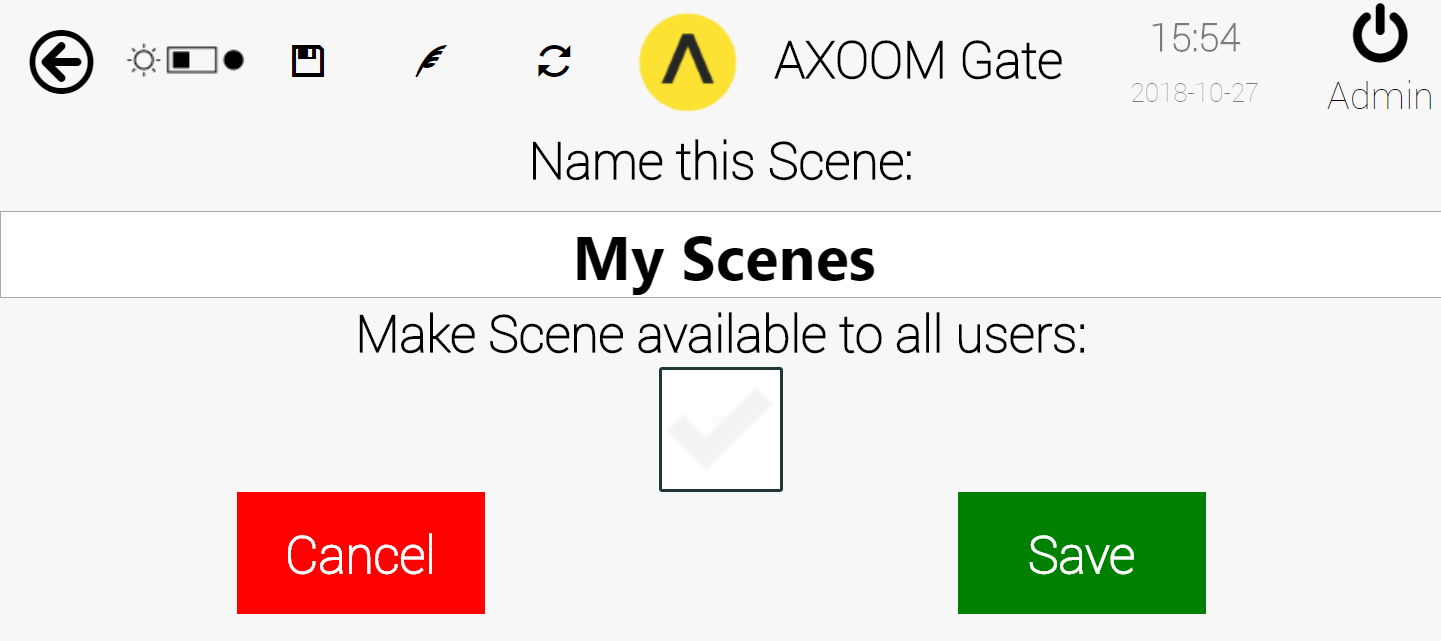 AXOOM Gate
15:54
2018-10-27
Admin
Name this Scene:
My Scenes
Make Scene available to all users:
Cancel
Save